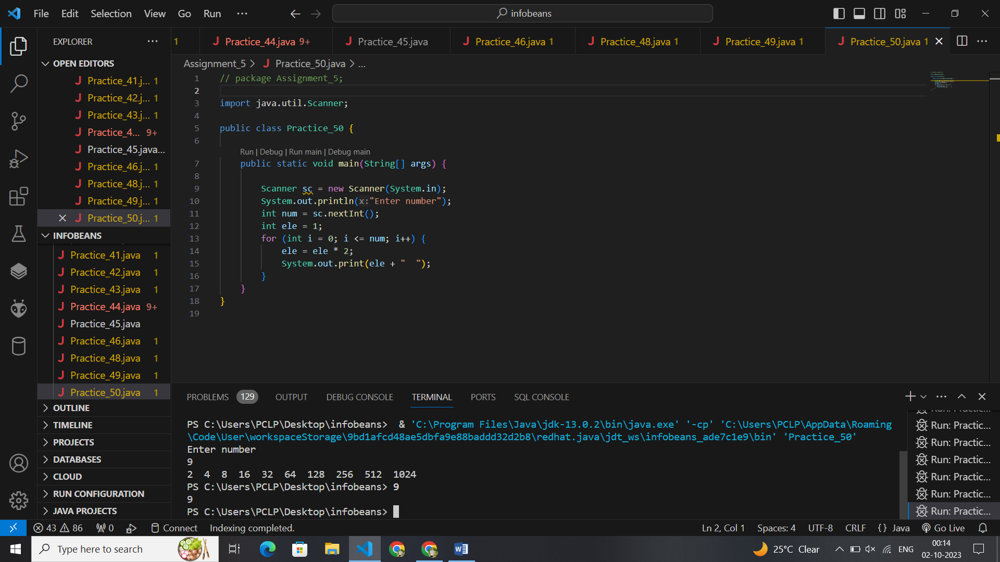 File Edit Selection View Go Run ...
infobeans
EXPLORER ...
1
Practice_44.java 9+
Practice_45.java
Practice_46.java 1
Practice_48.java 1
Practice_49.java 1
Practice_50.java 1
OPEN EDITORS
Practice_41.j... 1
Practice_42.j... 1
Practice_43.j... 1
Practice_4... 9+
Practice_45.java...
Practice_46.j... 1
Practice_48.j... 1
Practice_49.j... 1
Practice_50.j... 1
INFOBEANS
Practice_41.java 1
Practice_42.java 1
Practice_43.java 1
Practice_44.java 9+
Practice_45.java
Practice_46.java 1
Practice_48.java 1
Practice_49.java 1
Practice_50.java 1
OUTLINE
TIMELINE
PROJECTS
DATABASES
CLOUD
RUN CONFIGURATION
JAVA PROJECTS
Assignment_5 > Practice_50.java > ...
1 // package Assignment_5;
2
3 import java.util.Scanner;
4
5 public class Practice_50 {
6
Run | Debug | Run main | Debug main
7 public static void main(String[] args) {
8
9 Scanner sc = new Scanner(System.in);
10 System.out.println(x:"Enter number");
11 int num = sc.nextInt();
12 int ele = 1;
13 for (int i = 0; i <= num; i++) {
14 ele = ele * 2;
15 System.out.print(ele + "  ");
16 }
17 }
18 }
19
PROBLEMS 129 OUTPUT DEBUG CONSOLE TERMINAL PORTS SQL CONSOLE
PS C:\Users\PCLP\Desktop\infobeans>  & 'C:\Program Files\Java\jdk-13.0.2\bin\java.exe' '-cp' 'C:\Users\PCLP\AppData\Roaming
\Code\User\workspaceStorage\9bd1afcd48ae5dbfa9e88baddd32d2b8\redhat.java\jdt_ws\infobeans_ade7c1e9\bin' 'Practice_50'
Enter number
9
2  4  8  16  32  64  128  256  512  1024
PS C:\Users\PCLP\Desktop\infobeans> 9
9
PS C:\Users\PCLP\Desktop\infobeans>
Run: Practic...
Run: Practic...
Run: Practic...
Run: Practic...
Run: Practic...
Run: Practic...
43 86 0 Connect Indexing completed.
Ln 2, Col 1 Spaces: 4 UTF-8 CRLF {} Java Go Live
Type here to search
25°C Clear
ENG
00:14
02-10-2023